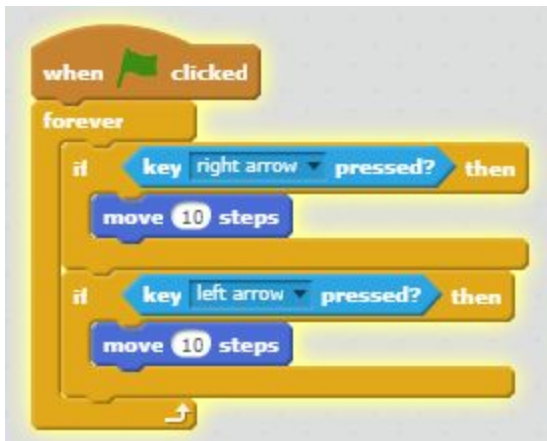 when clicked
forever
if key right arrow pressed? then
move 10 steps
if key left arrow pressed? then
move 10 steps